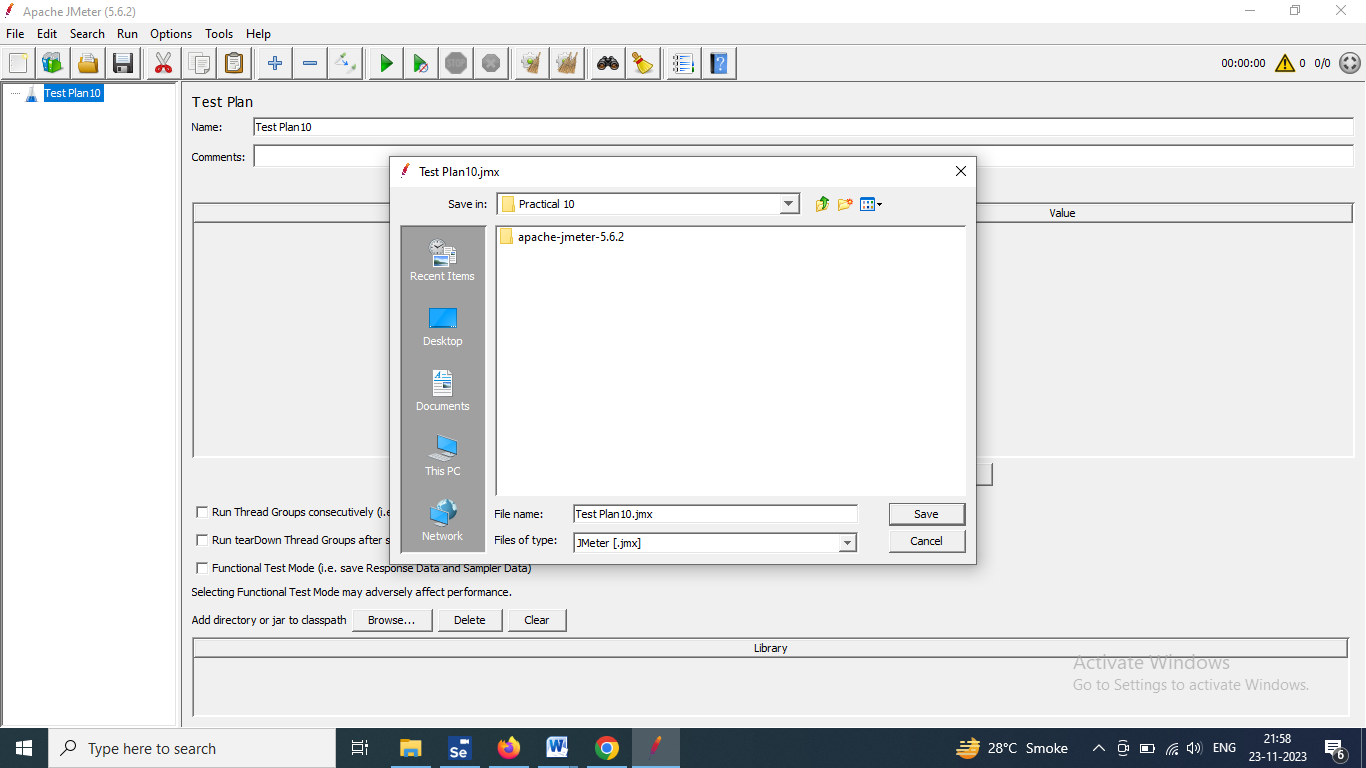 Apache JMeter (5.6.2)
File Edit Search Run Options Tools Help
00:00:00 0 0/0
Test Plan10
Test Plan
Name: Test Plan10
Comments:
Test Plan10.jmx
Save in: Practical 10
Value
apache-jmeter-5.6.2
Recent Items
Desktop
Documents
This PC
Network
File name: Test Plan10.jmx Save
Files of type: JMeter [.jmx] Cancel
Run Thread Groups consecutively (i.e
Run tearDown Thread Groups after s
Functional Test Mode (i.e. save Response Data and Sampler Data)
Selecting Functional Test Mode may adversely affect performance.
Add directory or jar to classpath Browse... Delete Clear
Library
Activate Windows
Go to Settings to activate Windows.
Type here to search
Se
W
28°C Smoke
ENG
21:58
23-11-2023
6